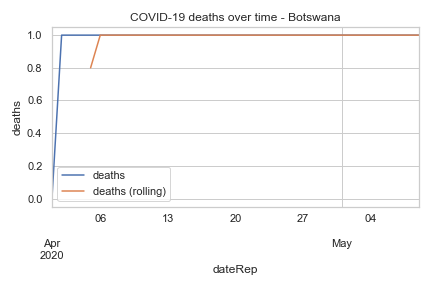 COVID-19 deaths over time - Botswana
deaths
1.0
0.8
0.6
0.4
0.2
0.0
deaths
deaths (rolling)
06 13 20 27 04
Apr May
2020
dateRep